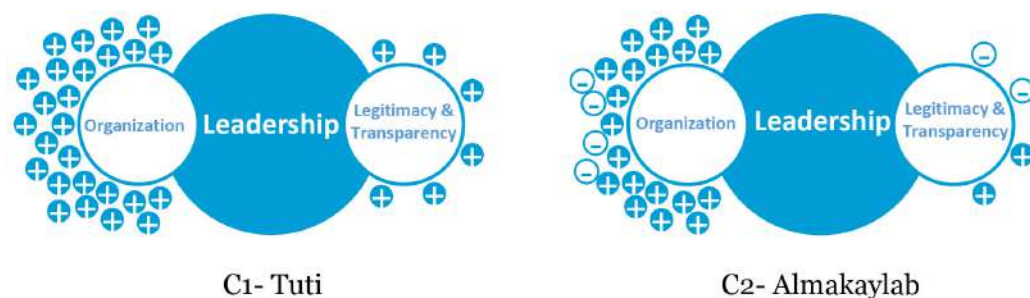 Organization
Leadership
Legitimacy &
Transparency
Organization
Leadership
Legitimacy &
Transparency
C1- Tuti
C2- Almakaylab